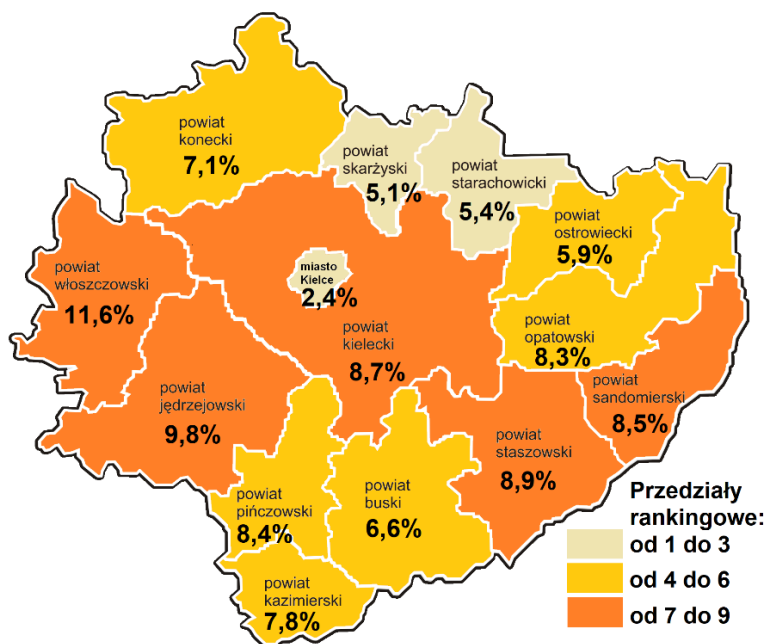 powiat
konecki
7,1%
powiat
skarżyski
5,1%
powiat
starachowicki
5,4%
powiat
ostrowiecki
5,9%
powiat
włoszczowski
11,6%
miasto
Kielce
2,4%
powiat
kielecki
8,7%
powiat
opatowski
8,3%
powiat
sandomierski
8,5%
powiat
jędrzejowski
9,8%
powiat
staszowski
8,9%
powiat
pińczowski
8,4%
powiat
buski
6,6%
powiat
kazimierski
7,8%
Przedziały
rankingowe:
od 1 do 3
od 4 do 6
od 7 do 9